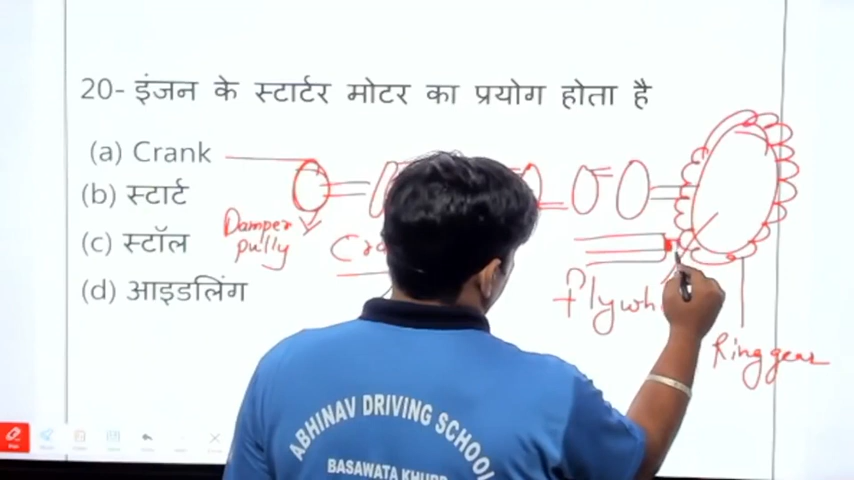 20- इंजन के स्टार्टर मोटर का प्रयोग होता है
(a) Crank
(b) स्टार्ट
(c) स्टॉल
(d) आइडलिंग
Damper
pully
Ring gear
ABHINAV DRIVING SCHOOL
BASAWATA